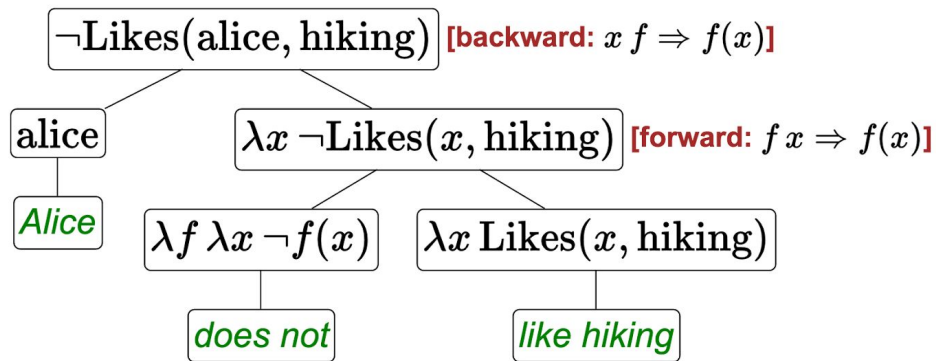 ¬Likes(alice, hiking) [backward: x f ⇒ f(x)]
alice λx ¬Likes(x, hiking) [forward: f x ⇒ f(x)]
Alice λf λx ¬f(x) λx Likes(x, hiking)
does not like hiking